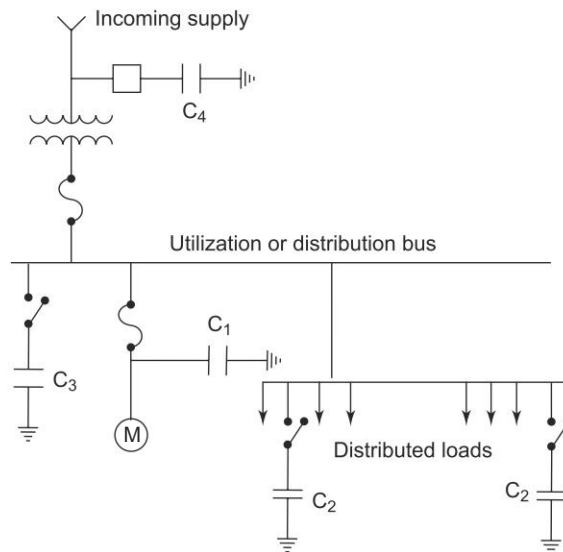 Incoming supply
C4
Utilization or distribution bus
C1
C3
M
Distributed loads
C2
C2